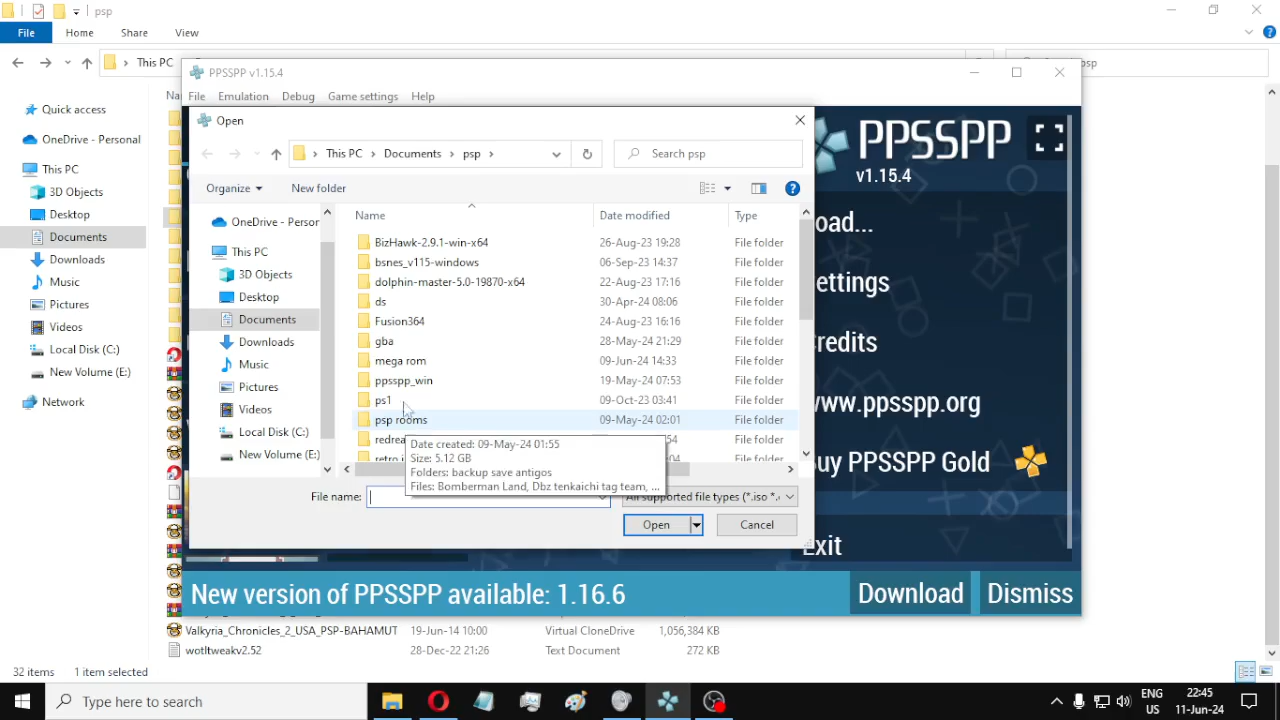 psp
File Home Share View
This PC psp
PPSSPP v1.15.4
File Emulation Debug Game settings Help
Open
This PC Documents psp Search psp
Organize New folder
Quick access
OneDrive - Personal
This PC
3D Objects
Desktop
Documents
Downloads
Music
Pictures
Videos
Local Disk (C:)
New Volume (E:)
Network
Na
OneDrive - Person
This PC
3D Objects
Desktop
Documents
Downloads
Music
Pictures
Videos
Local Disk (C:)
New Volume (E:)
Name Date modified Type
BizHawk-2.9.1-win-x64 26-Aug-23 19:28 File folder
bsnes_v115-windows 06-Sep-23 14:37 File folder
dolphin-master-5.0-19870-x64 22-Aug-23 17:16 File folder
ds 30-Apr-24 08:06 File folder
Fusion364 24-Aug-23 16:16 File folder
gba 28-May-24 21:29 File folder
mega rom 09-Jun-24 14:33 File folder
ppsspp_win 19-May-24 07:53 File folder
ps1 09-Oct-23 03:41 File folder
psp rooms 09-May-24 02:01 File folder
redrea 54 File folder
retro 04 File folder
Date created: 09-May-24 01:55
Size: 5.12 GB
Folders: backup save antigos
Files: Bomberman Land, Dbz tenkaichi tag team, ...
File name: All supported file types (*.iso *.
Open Cancel
PPSSPP
v1.15.4
oad...
ettings
Credits
www.ppsspp.org
Buy PPSSPP Gold
Exit
New version of PPSSPP available: 1.16.6 Download Dismiss
Valkyria_Chronicles_2_USA_PSP-BAHAMUT 19-Jun-14 10:00 Virtual CloneDrive 1,056,384 KB
wotltweakv2.52 28-Dec-22 21:26 Text Document 272 KB
32 items 1 item selected
Type here to search
ENG
US
22:45
11-Jun-24